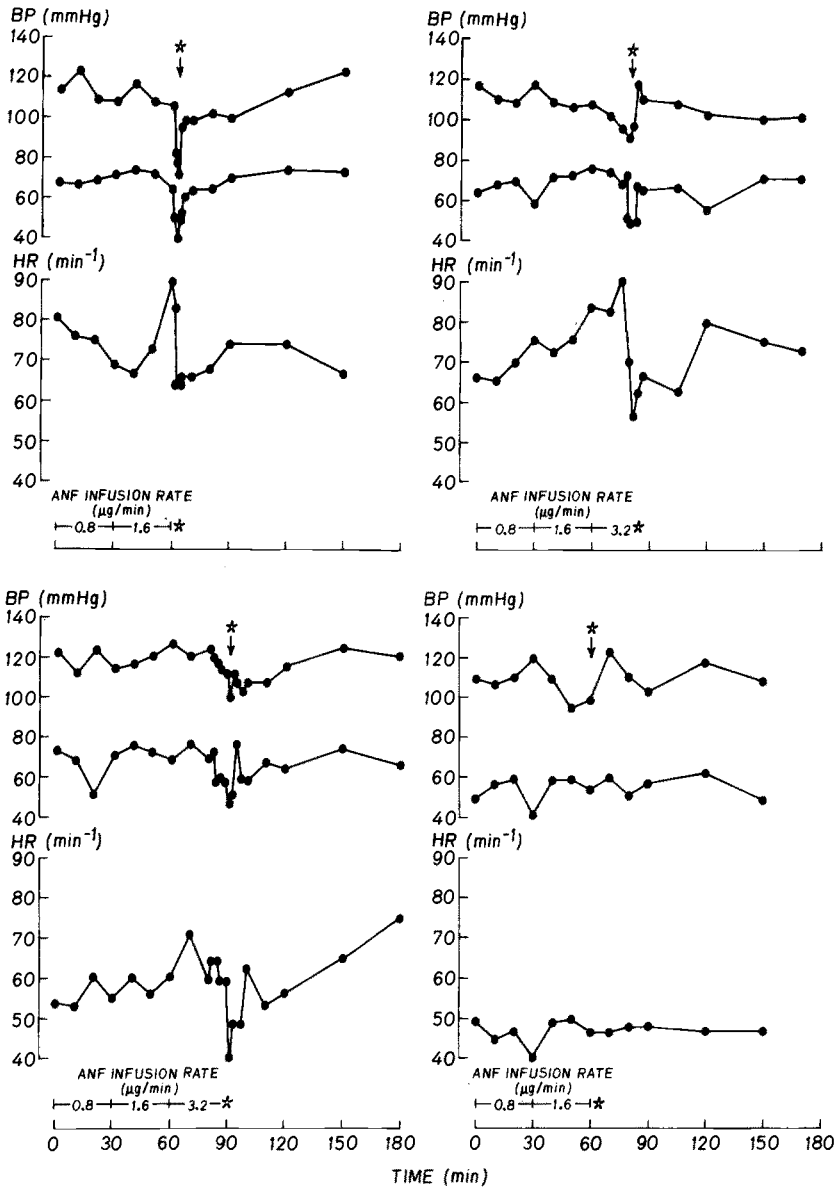 BP (mmHg)
140
120
100
80
60
40
HR (min⁻¹)
90
80
70
60
50
40
ANF INFUSION RATE
(µg/min)
0.8 1.6 *
*
BP (mmHg)
140
120
100
80
60
40
HR (min⁻¹)
90
80
70
60
50
40
ANF INFUSION RATE
(µg/min)
0.8 1.6 3.2 *
*
BP (mmHg)
140
120
100
80
60
40
HR (min⁻¹)
90
80
70
60
50
40
ANF INFUSION RATE
(µg/min)
0.8 1.6 3.2 *
*
0 30 60 90 120 150 180
BP (mmHg)
140
120
100
80
60
40
HR (min⁻¹)
90
80
70
60
50
40
ANF INFUSION RATE
(µg/min)
0.8 1.6 *
*
0 30 60 90 120 150 180
TIME (min)